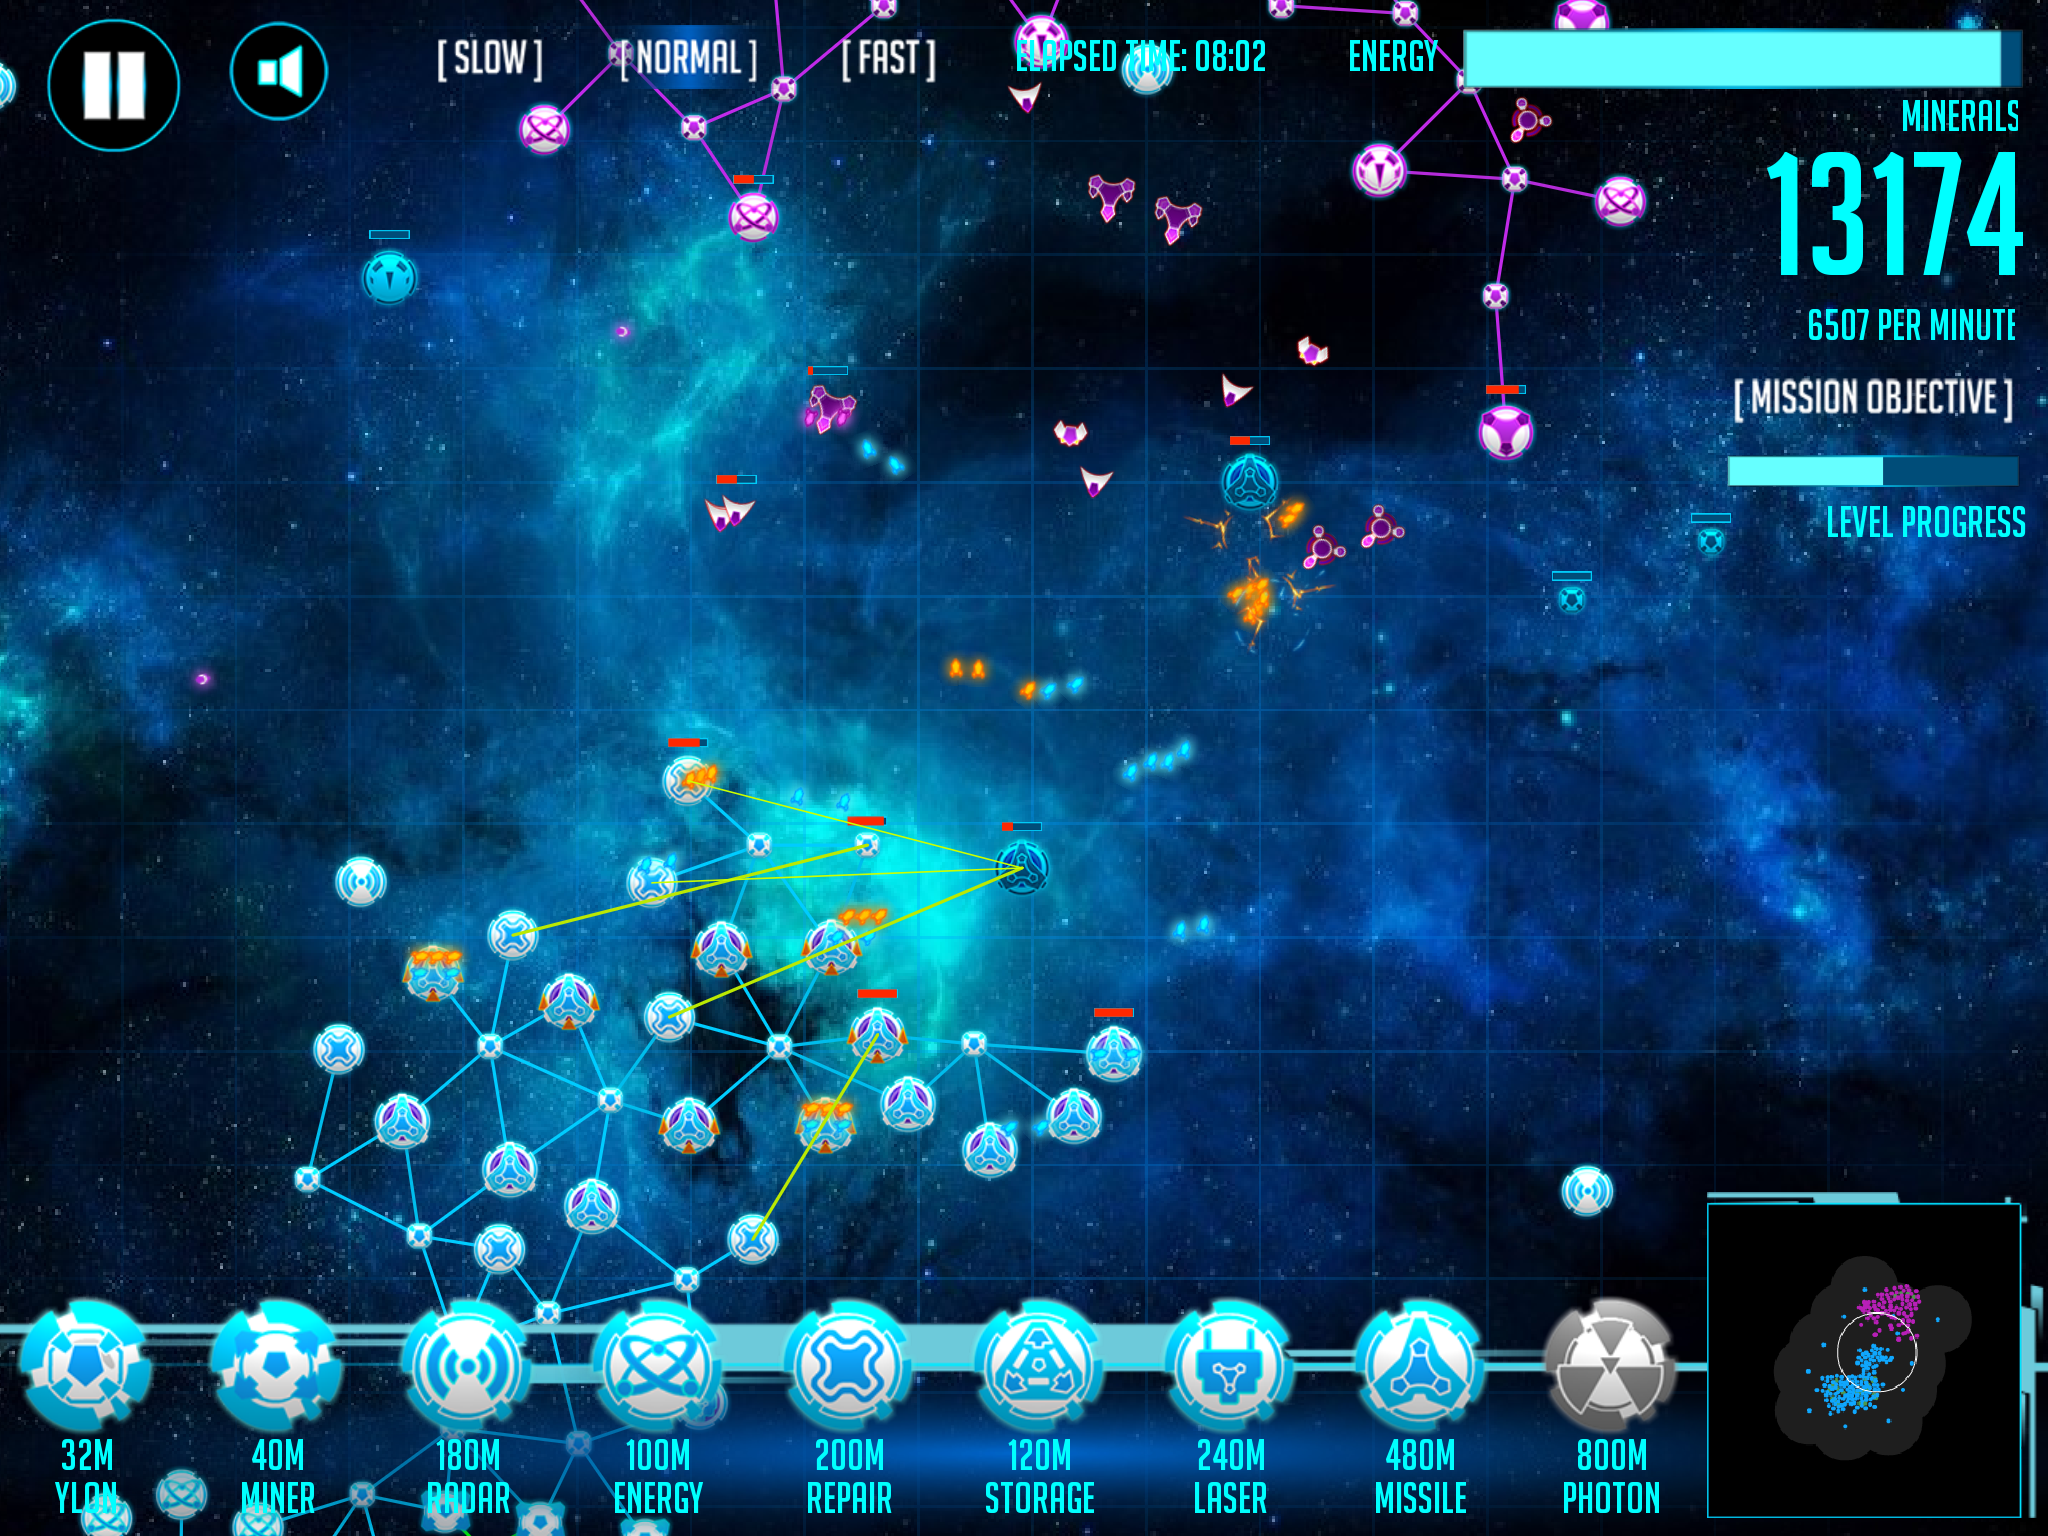 [ SLOW ]
[ NORMAL ]
[ FAST ]
ELAPSED TIME: 08:02
ENERGY
MINERALS
13174
6507 PER MINUTE
[ MISSION OBJECTIVE ]
LEVEL PROGRESS
32M
YLON
40M
MINER
180M
RADAR
100M
ENERGY
200M
REPAIR
120M
STORAGE
240M
LASER
480M
MISSILE
800M
PHOTON